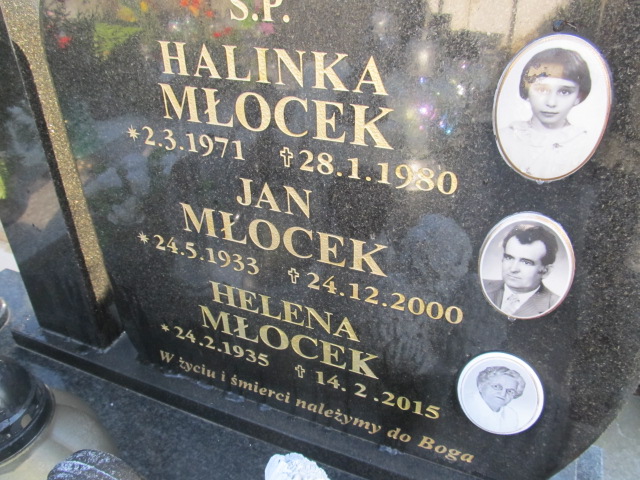 Ś.P.
HALINKA
MŁOCEK
*2.3.1971 †28.1.1980
JAN
MŁOCEK
*24.5.1933 †24.12.2000
HELENA
MŁOCEK
*24.2.1935 †14.2.2015
W życiu i śmierci należymy do Boga